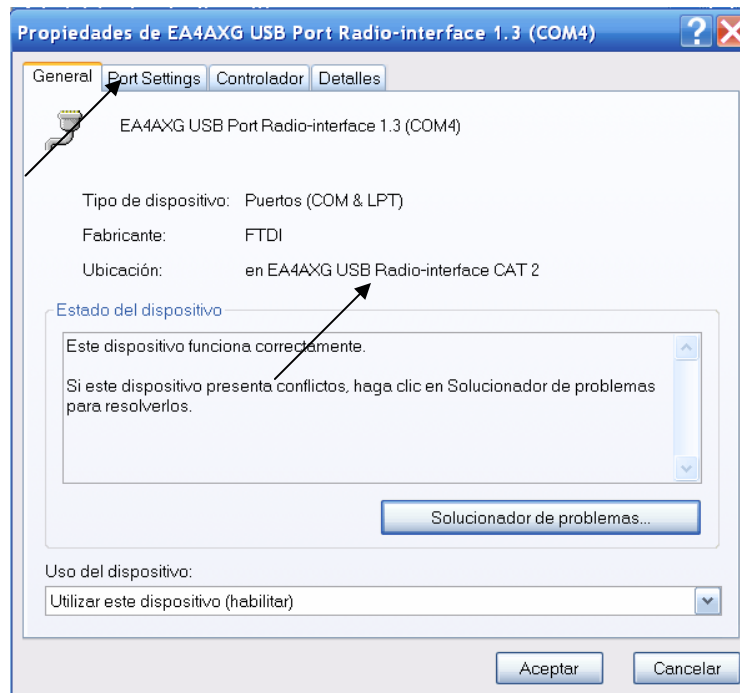 Propiedades de EA4AXG USB Port Radio-interface 1.3 (COM4)
General Port Settings Controlador Detalles
EA4AXG USB Port Radio-interface 1.3 (COM4)
Tipo de dispositivo: Puertos (COM & LPT)
Fabricante: FTDI
Ubicación: en EA4AXG USB Radio-interface CAT 2
Estado del dispositivo
Este dispositivo funciona correctamente.
Si este dispositivo presenta conflictos, haga clic en Solucionador de problemas
para resolverlos.
Solucionador de problemas...
Uso del dispositivo:
Utilizar este dispositivo (habilitar)
Aceptar Cancelar